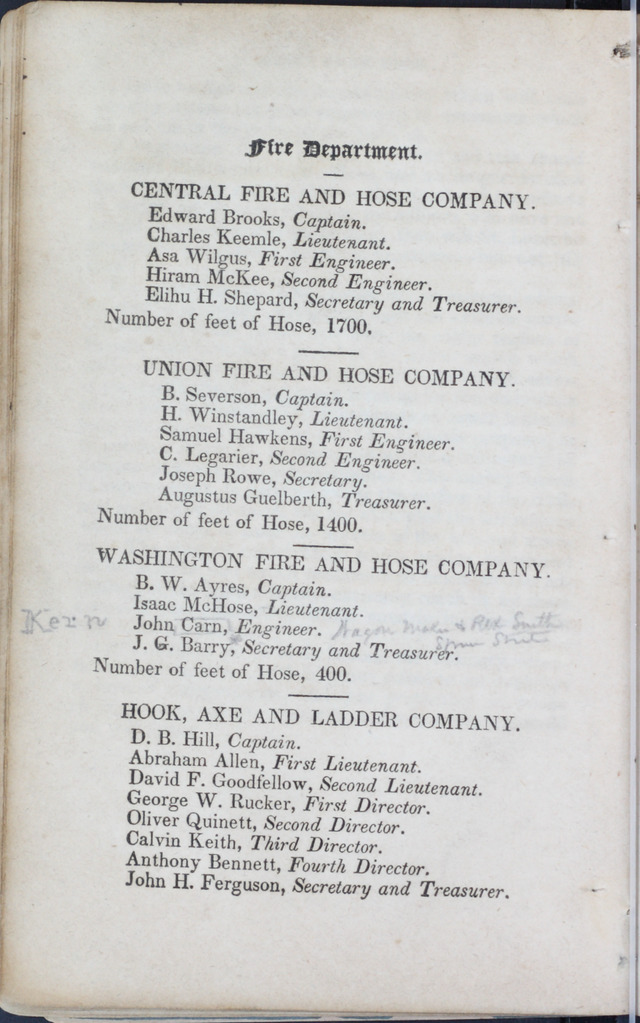 Fire Department.
CENTRAL FIRE AND HOSE COMPANY.
Edward Brooks, Captain.
Charles Keemle, Lieutenant.
Asa Wilgus, First Engineer.
Hiram McKee, Second Engineer.
Elihu H. Shepard, Secretary and Treasurer.
Number of feet of Hose, 1700.
UNION FIRE AND HOSE COMPANY.
B. Severson, Captain.
H. Winstandley, Lieutenant.
Samuel Hawkens, First Engineer.
C. Legarier, Second Engineer.
Joseph Rowe, Secretary.
Augustus Guelberth, Treasurer.
Number of feet of Hose, 1400.
WASHINGTON FIRE AND HOSE COMPANY.
B. W. Ayres, Captain.
Isaac McHose, Lieutenant.
Kern John Carn, Engineer. Wagon Maker & Smith
J. G. Barry, Secretary and Treasurer.
Number of feet of Hose, 400.
HOOK, AXE AND LADDER COMPANY.
D. B. Hill, Captain.
Abraham Allen, First Lieutenant.
David F. Goodfellow, Second Lieutenant.
George W. Rucker, First Director.
Oliver Quinett, Second Director.
Calvin Keith, Third Director.
Anthony Bennett, Fourth Director.
John H. Ferguson, Secretary and Treasurer.